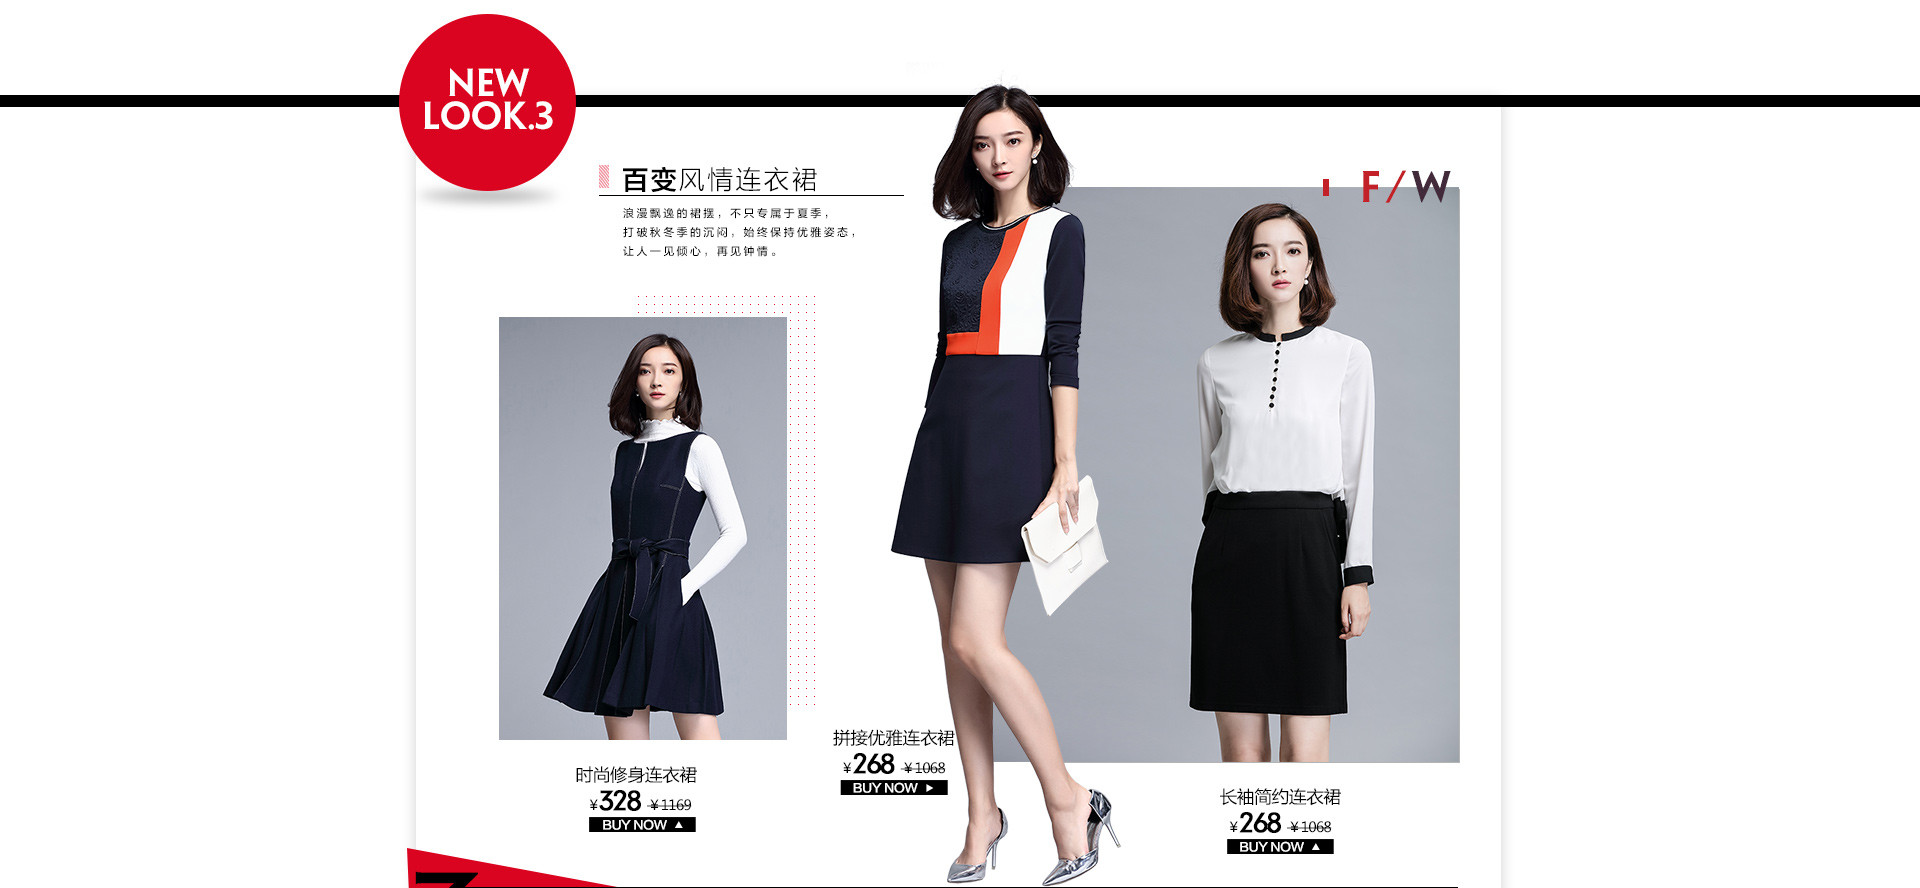 NEW
LOOK.3
百变风情连衣裙
浪漫飘逸的裙摆，不只专属于夏季，
打破秋冬季的沉闷，始终保持优雅姿态，
让人一见倾心，再见钟情。
F/W
拼接优雅连衣裙
¥268 ¥1068
BUY NOW
时尚修身连衣裙
¥328 ¥1169
BUY NOW
长袖简约连衣裙
¥268 ¥1068
BUY NOW